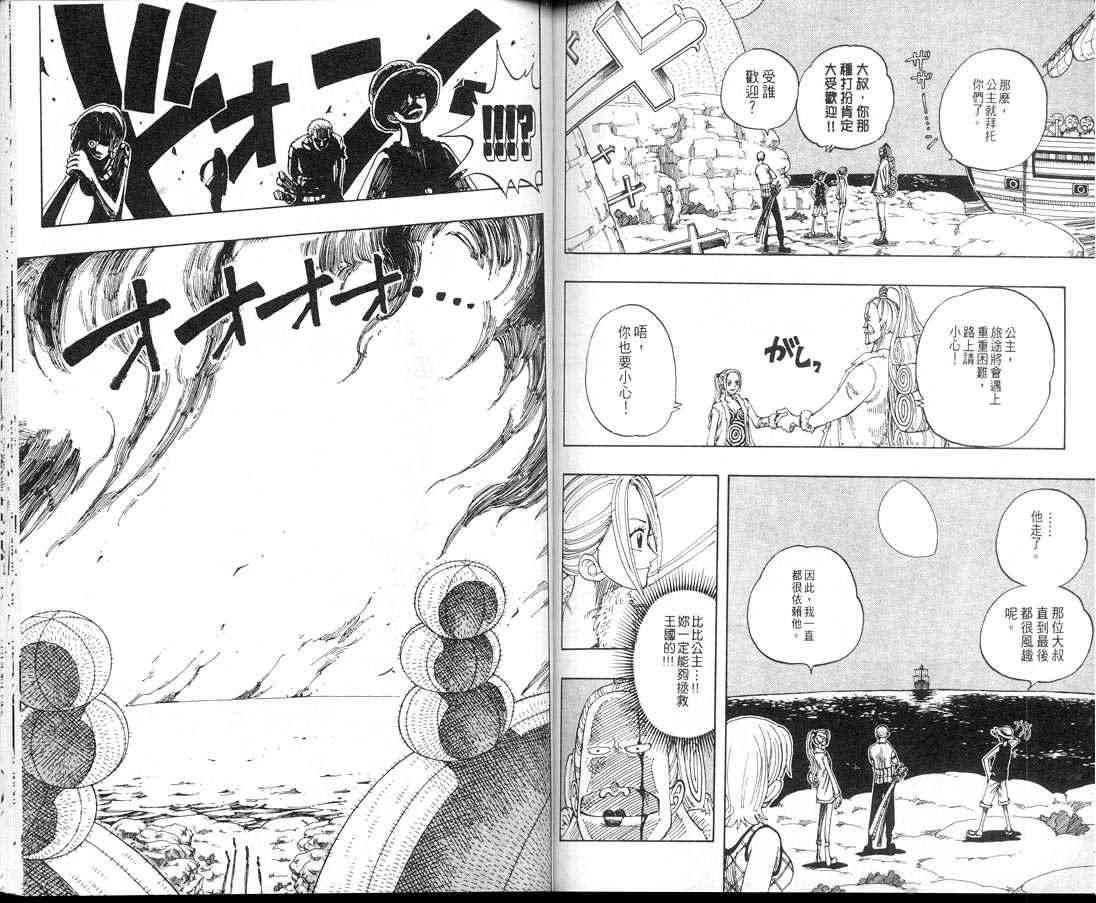 那麼，
公主就拜托
你們了。
ザザ……
大叔，你那
種打扮肯定
大受歡迎!!
受誰
歡迎？
公主，
旅途將會遇上
重重困難，
路上請
小心！
がしっ
唔，
你也要
小心！
……
他走了。
那位大叔
直到最後
都很風趣
呢。
因此，我一直
都很依賴他。
比比公主…!!
妳一定能夠拯救
王國的!!!
ドォォン
!!!!?
オオオオ……